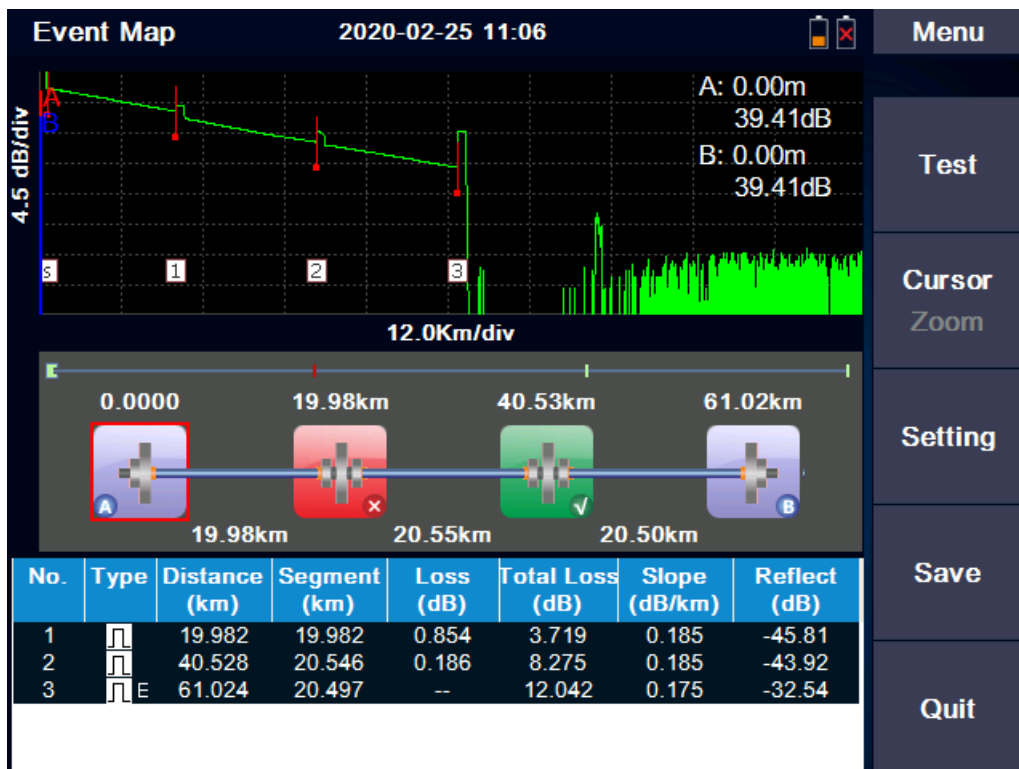 Event Map 2020-02-25 11:06 Menu
A: 0.00m
39.41dB
B: 0.00m
39.41dB
A
B
4.5 dB/div
s 1 2 3
12.0Km/div
0.0000 19.98km 40.53km 61.02km
A B
19.98km 20.55km 20.50km
No. Type Distance (km) Segment (km) Loss (dB) Total Loss (dB) Slope (dB/km) Reflect (dB)
1 19.982 19.982 0.854 3.719 0.185 -45.81
2 40.528 20.546 0.186 8.275 0.185 -43.92
3 E 61.024 20.497 -- 12.042 0.175 -32.54
Test
Cursor
Zoom
Setting
Save
Quit